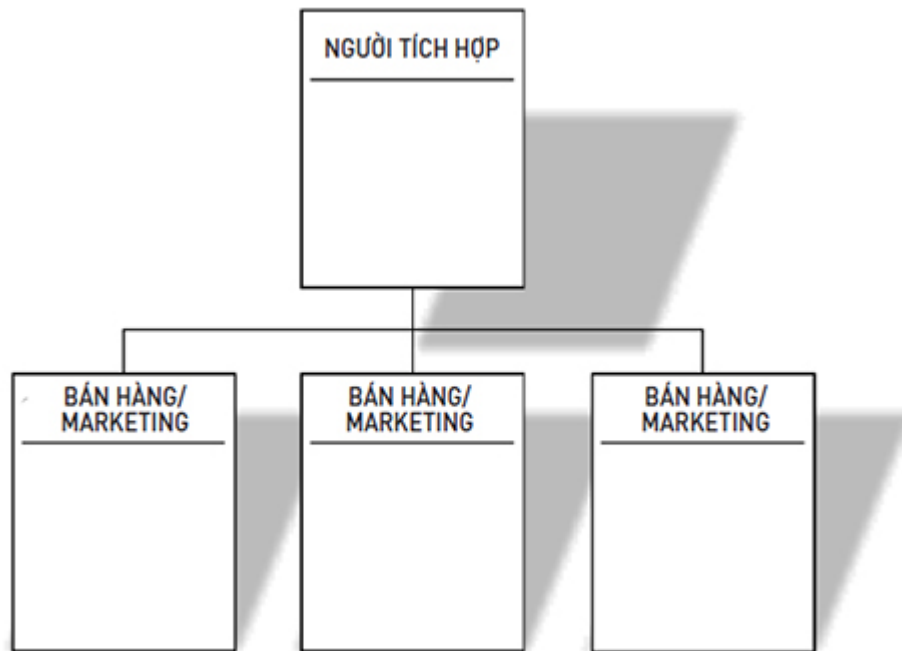 NGƯỜI TÍCH HỢP
BÁN HÀNG/
MARKETING
BÁN HÀNG/
MARKETING
BÁN HÀNG/
MARKETING